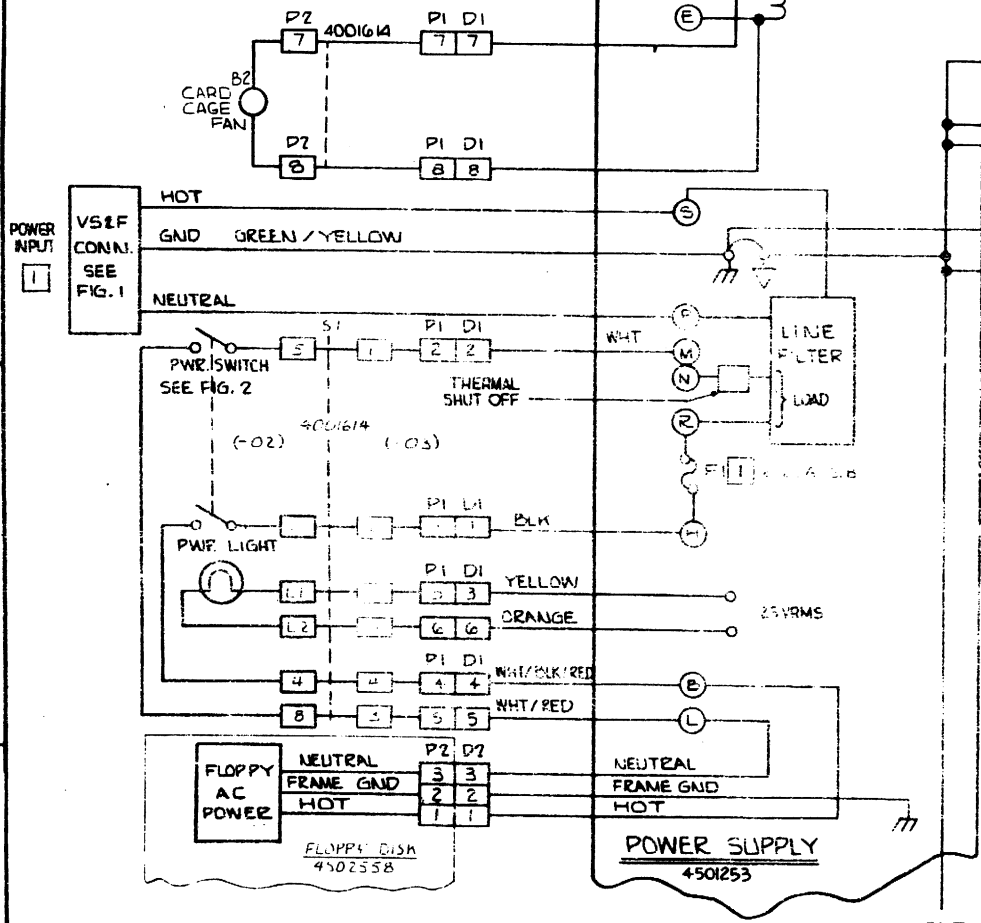 P2
7
4001614
P1 D1
7 7
E
B2
CARD
CAGE
FAN
P2
8
P1 D1
8 8
POWER
INPUT
1
VS&F
CONN.
SEE
FIG. 1
HOT
S
GND GREEN/YELLOW
NEUTRAL
LINE
FILTER
LOAD
S1
5
P1 D1
2 2
WHT
M
N
R
PWR. SWITCH
SEE FIG. 2
THERMAL
SHUT OFF
4001614
(-02)
(-03)
F1 1
PWR. LIGHT
P1 D1
BLK
H
L1
P1 D1
3
YELLOW
L2
6 6
ORANGE
P1 D1
4
4
4 4
WHT/BLK/RED
B
8
5 5
WHT/RED
L
FLOPPY
AC
POWER
NEUTRAL
FRAME GND
HOT
P2 D2
3 3
2 2
1 1
NEUTRAL
FRAME GND
HOT
FLOPPY DISK
4502558
POWER SUPPLY
4501253